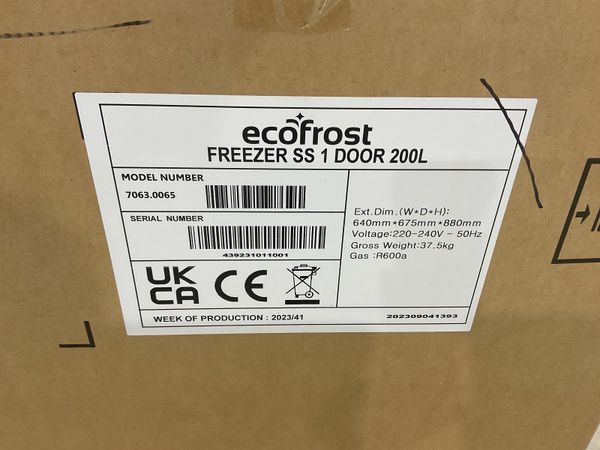 ecofrost
FREEZER SS 1 DOOR 200L
MODEL NUMBER
7063.0065
SERIAL NUMBER
439231011001
UK
CA CE
WEEK OF PRODUCTION : 2023/41
Ext.Dim.(W*D*H):
640mm*675mm*880mm
Voltage:220-240V - 50Hz
Gross Weight:37.5kg
Gas :R600a
202309041393